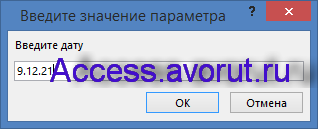 Введите значение параметра
Введите дату
9.12.21
Access.avorut.ru
ОК
Отмена